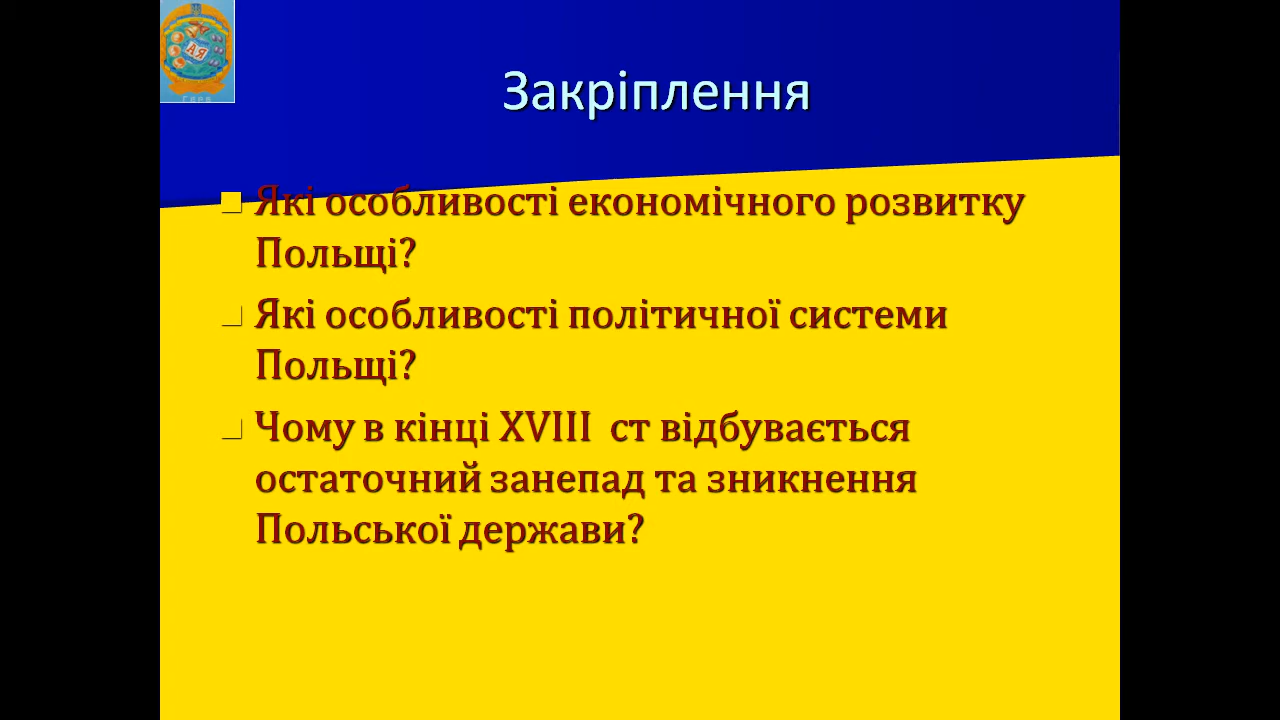 АЯ
Закріплення
Які особливості економічного розвитку
Польщі?
Які особливості політичної системи
Польщі?
Чому в кінці XVIII ст відбувається
остаточний занепад та зникнення
Польської держави?